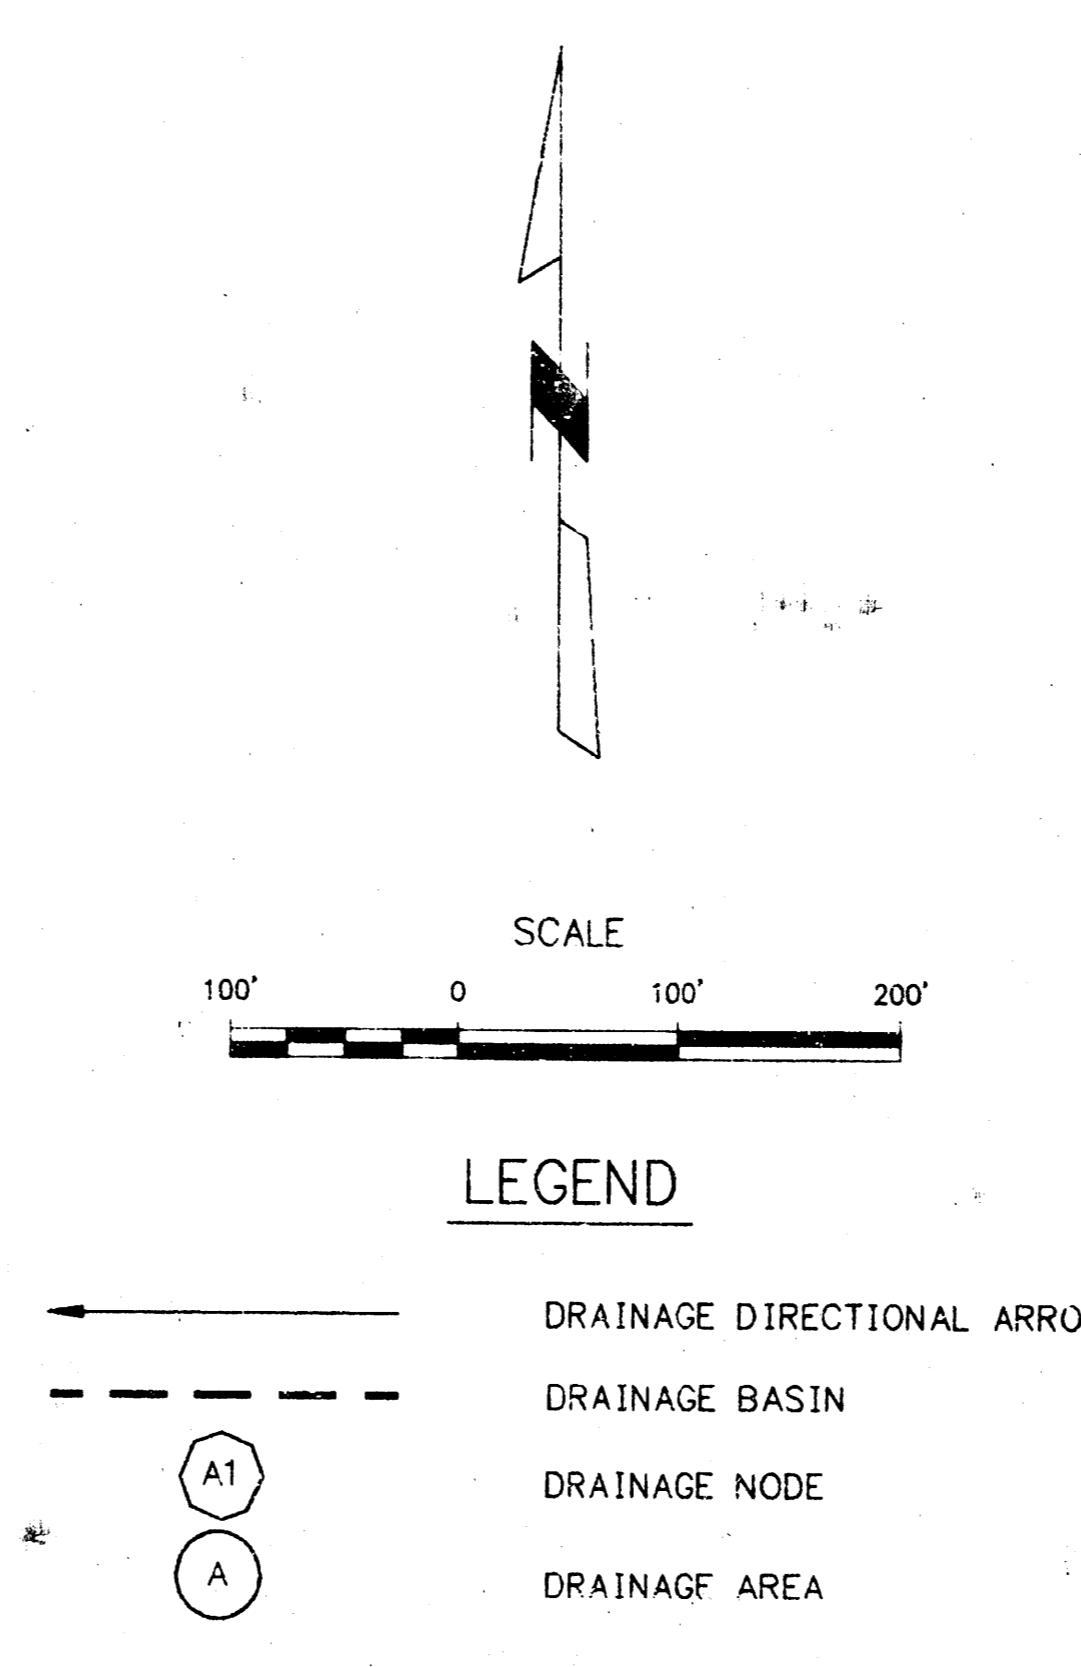 SCALE
100' 0 100' 200'
LEGEND
DRAINAGE DIRECTIONAL ARRO
DRAINAGE BASIN
A1 DRAINAGE NODE
A DRAINAGE AREA